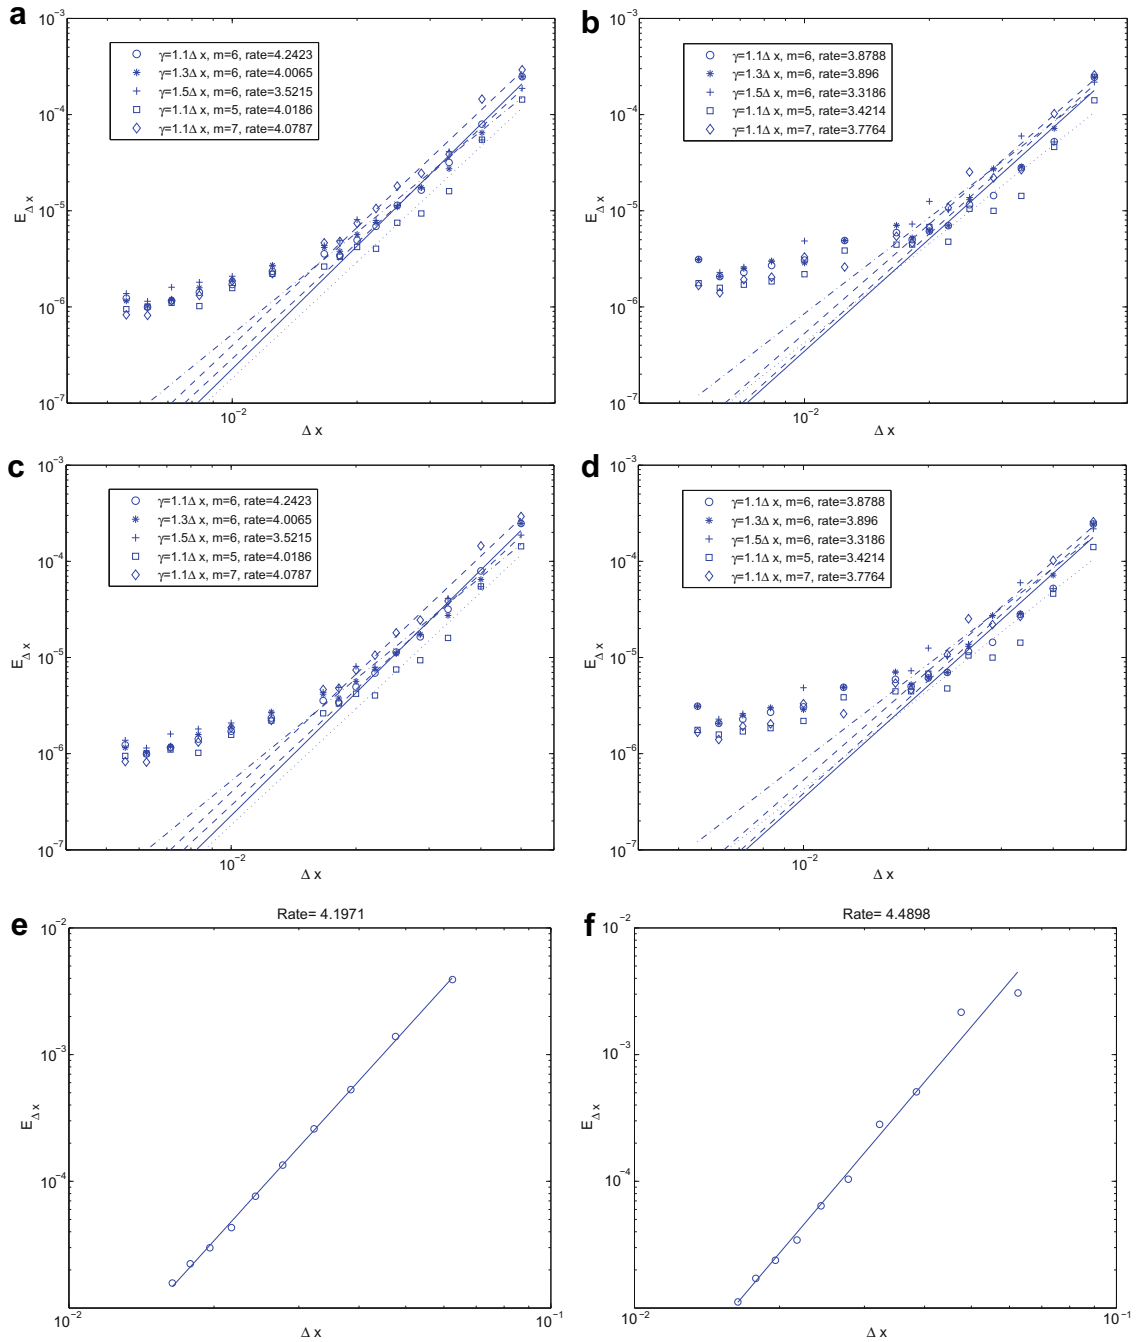 a
10^-3
10^-4
10^-5
10^-6
10^-7
E_Δx
γ=1.1Δ x, m=6, rate=4.2423
γ=1.3Δ x, m=6, rate=4.0065
γ=1.5Δ x, m=6, rate=3.5215
γ=1.1Δ x, m=5, rate=4.0186
γ=1.1Δ x, m=7, rate=4.0787
10^-2
Δ x
b
10^-3
10^-4
10^-5
10^-6
10^-7
E_Δx
γ=1.1Δ x, m=6, rate=3.8788
γ=1.3Δ x, m=6, rate=3.896
γ=1.5Δ x, m=6, rate=3.3186
γ=1.1Δ x, m=5, rate=3.4214
γ=1.1Δ x, m=7, rate=3.7764
10^-2
Δ x
c
10^-3
10^-4
10^-5
10^-6
10^-7
E_Δx
γ=1.1Δ x, m=6, rate=4.2423
γ=1.3Δ x, m=6, rate=4.0065
γ=1.5Δ x, m=6, rate=3.5215
γ=1.1Δ x, m=5, rate=4.0186
γ=1.1Δ x, m=7, rate=4.0787
10^-2
Δ x
d
10^-3
10^-4
10^-5
10^-6
10^-7
E_Δx
γ=1.1Δ x, m=6, rate=3.8788
γ=1.3Δ x, m=6, rate=3.896
γ=1.5Δ x, m=6, rate=3.3186
γ=1.1Δ x, m=5, rate=3.4214
γ=1.1Δ x, m=7, rate=3.7764
10^-2
Δ x
e
Rate= 4.1971
10^-2
10^-3
10^-4
E_Δ x
10^-2
10^-1
Δ x
f
Rate= 4.4898
10^-2
10^-3
10^-4
E_Δ x
10^-2
10^-1
Δ x